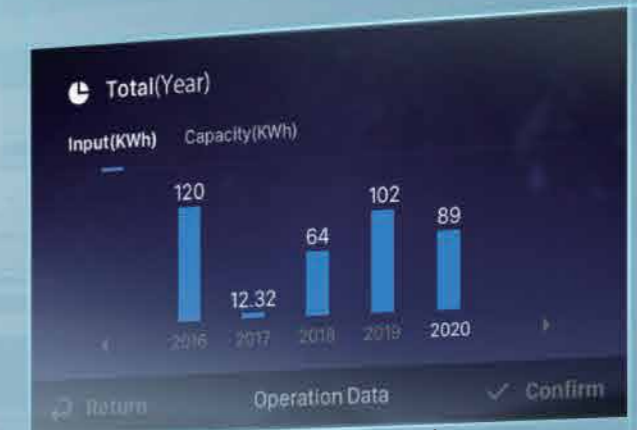 Total(Year)
Input(KWh) Capacity(KWh)
120 12.32 64 102 89
2016 2017 2018 2019 2020
Return Operation Data Confirm